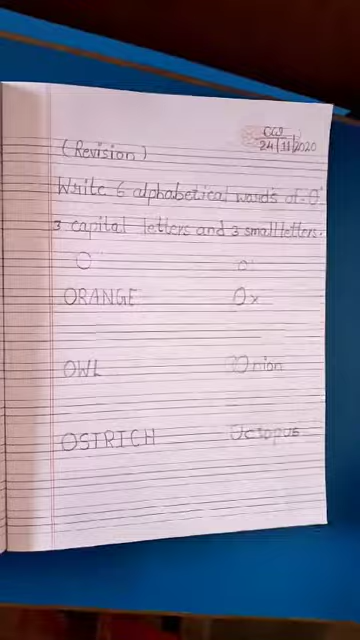 CW
24|11|2020
(Revision)
Write 6 alphabetical words of-O'
3 capital letters and 3 small letters.
O o
ORANGE Ox
OWL Onion
OSTRICH Octopus